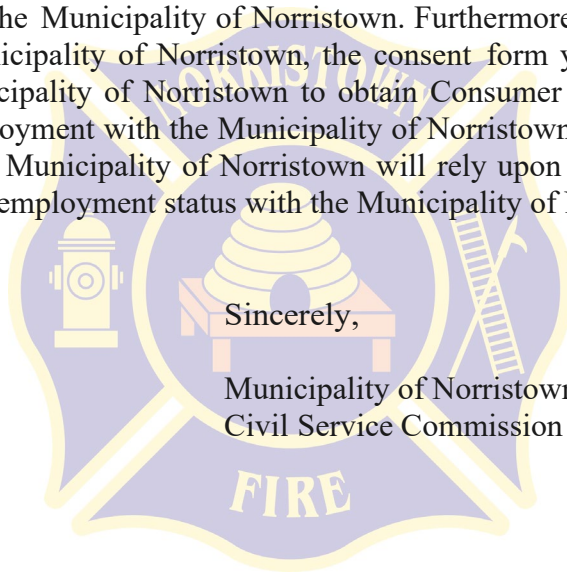 the Municipality of Norristown. Furthermore
icipality of Norristown, the consent form y
cipality of Norristown to obtain Consumer
oyment with the Municipality of Norristown
Municipality of Norristown will rely upon
employment status with the Municipality of
NORRISTOWN
Sincerely,
Municipality of Norristown
Civil Service Commission
FIRE